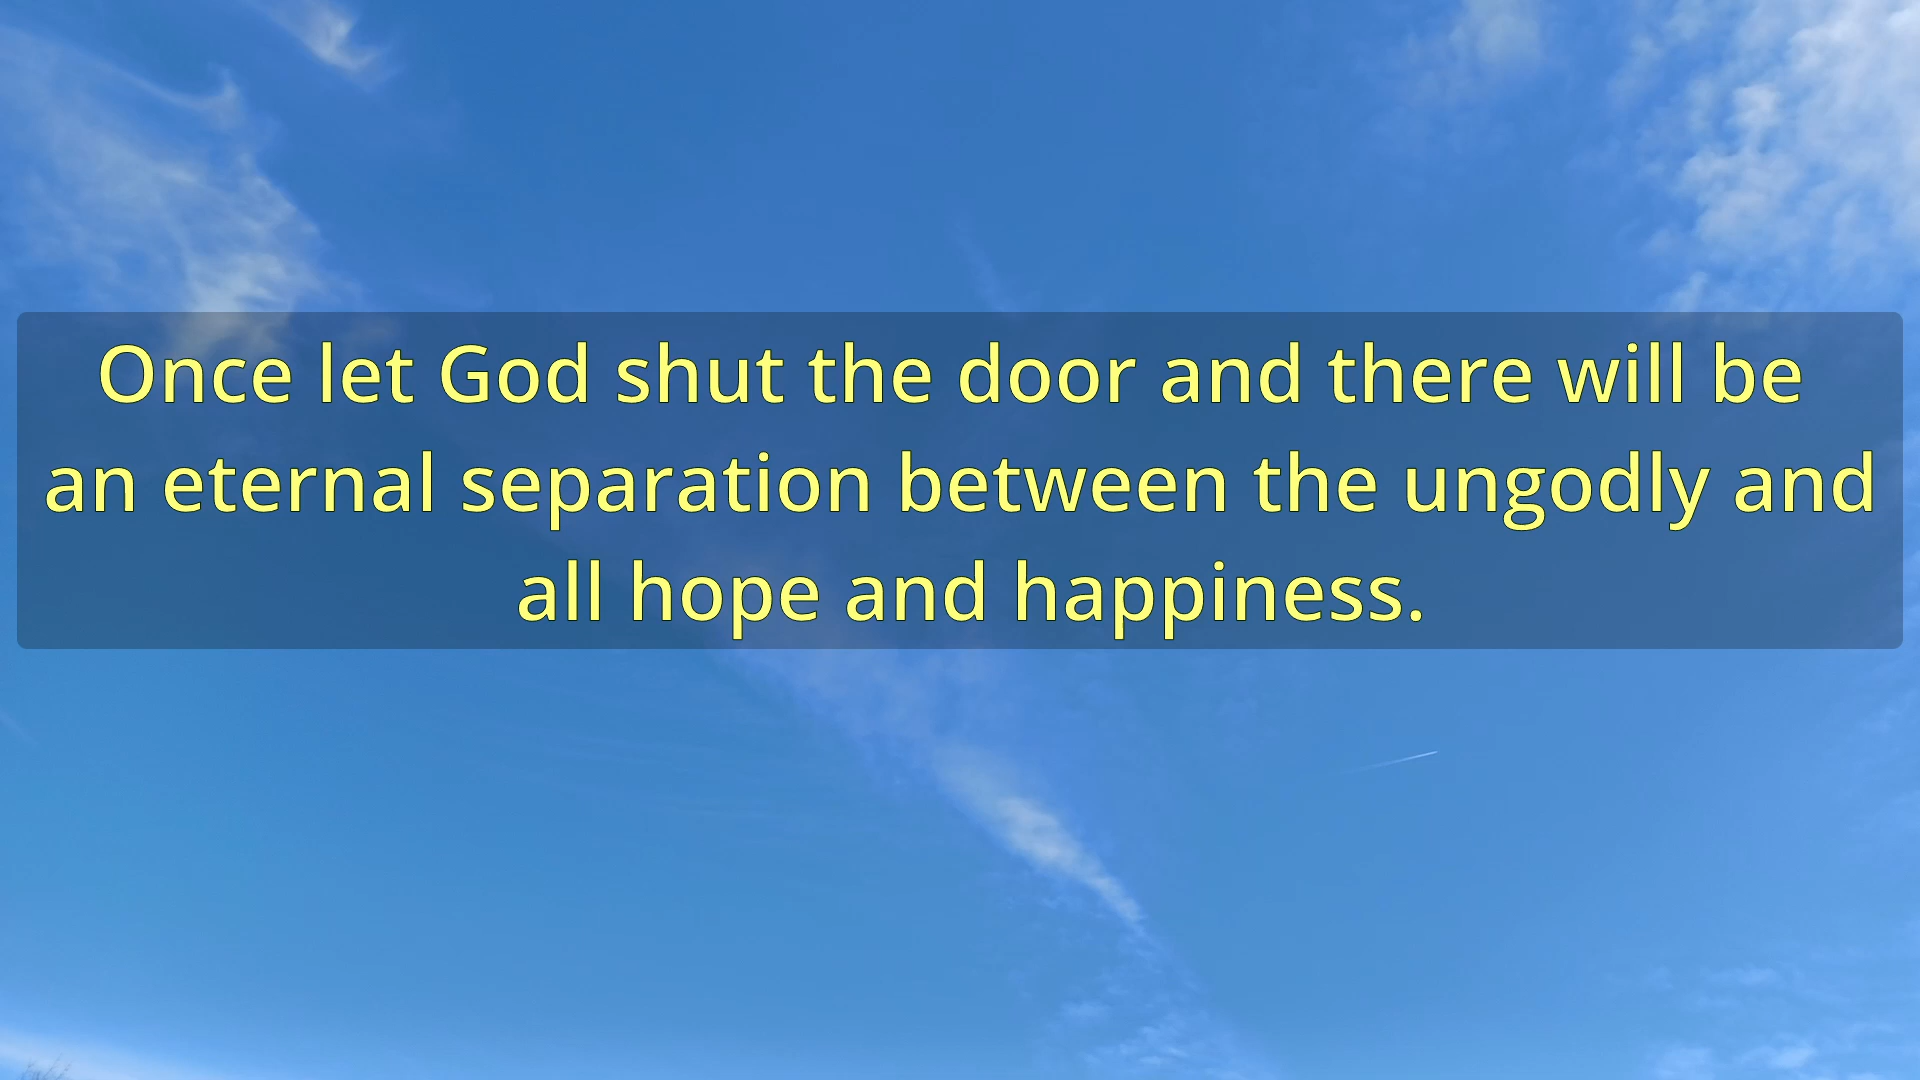 Once let God shut the door and there will be
an eternal separation between the ungodly and
all hope and happiness.